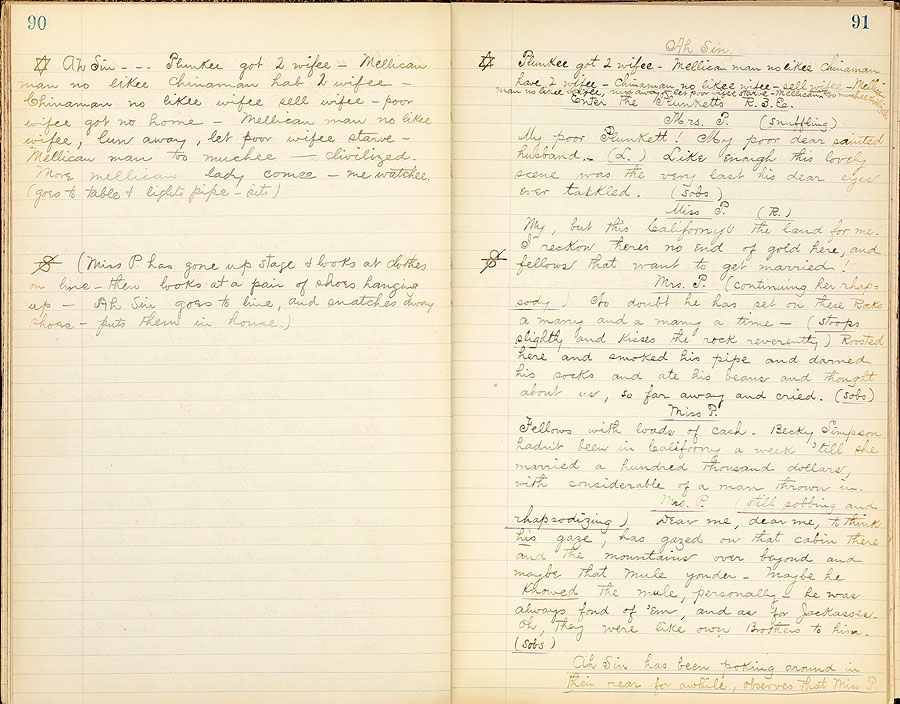 90
Ah Sin - - - Plunkee got 2 wifee - Mellican
man no likee Chinaman hab 2 wifee -
Chinaman no likee wifee sell wifee - poor
wifee got no home - Mellican man no likee
wifee, lun away, let poor wifee starve -
Mellican man too muchee — clivilized.
More mellican lady comee - me watchee
(goes to table & lights pipe - sits)
(Miss P. has gone up stage & looks at clothes
on line - then looks at a pair of shoes hanging
up - Ah Sin goes to line, and snatches away
shoes - puts them in house.)
91
Ah Sin.
Plunkee got 2 wifee - Mellican man no likee Chinaman
have 2 wifee - Chinaman no likee wifee - sell wifee - Mellican
man no likee wifee, run away & let poor wifee starve - Mellican too muchee
Enter the Plunketts R. 3. E.
Mrs. P. (snuffling)
My poor Plunkett! My poor dear sainted
husband. - (L.) Like enough this lovely
scene was the very last his dear eyes
ever tackled. (sobs)
Miss P. (R.)
My, but this Californy's the land for me.
I reckon there's no end of gold here, and
fellows that want to get married!
Mrs. P. (continuing her rhap-
sody) No doubt he has set on these Rocks
a many and a many a time - (stoops
slightly and kisses the rock reverently) Roosted
here and smoked his pipe and darned
his socks and ate his beans and thought
about us, so far away and cried. (sobs)
Miss P.
Fellows with loads of cash. Becky Simpson
hadn't been in Californy a week 'till she
married a hundred thousand dollars,
with considerable of a man thrown in.
Mrs. P. still sobbing and
rhapsodizing) Dear me, dear me, to think
his gaze, has gazed on that cabin there
and the mountains over beyond and
maybe that mule yonder - Maybe he
knowed the mule, personally - he was
always fond of 'em, and as for Jackasses.
Oh, they were like own Brothers to him.
(sobs)
Ah Sin has been poking around in
their rear for awhile, observes that Miss P.